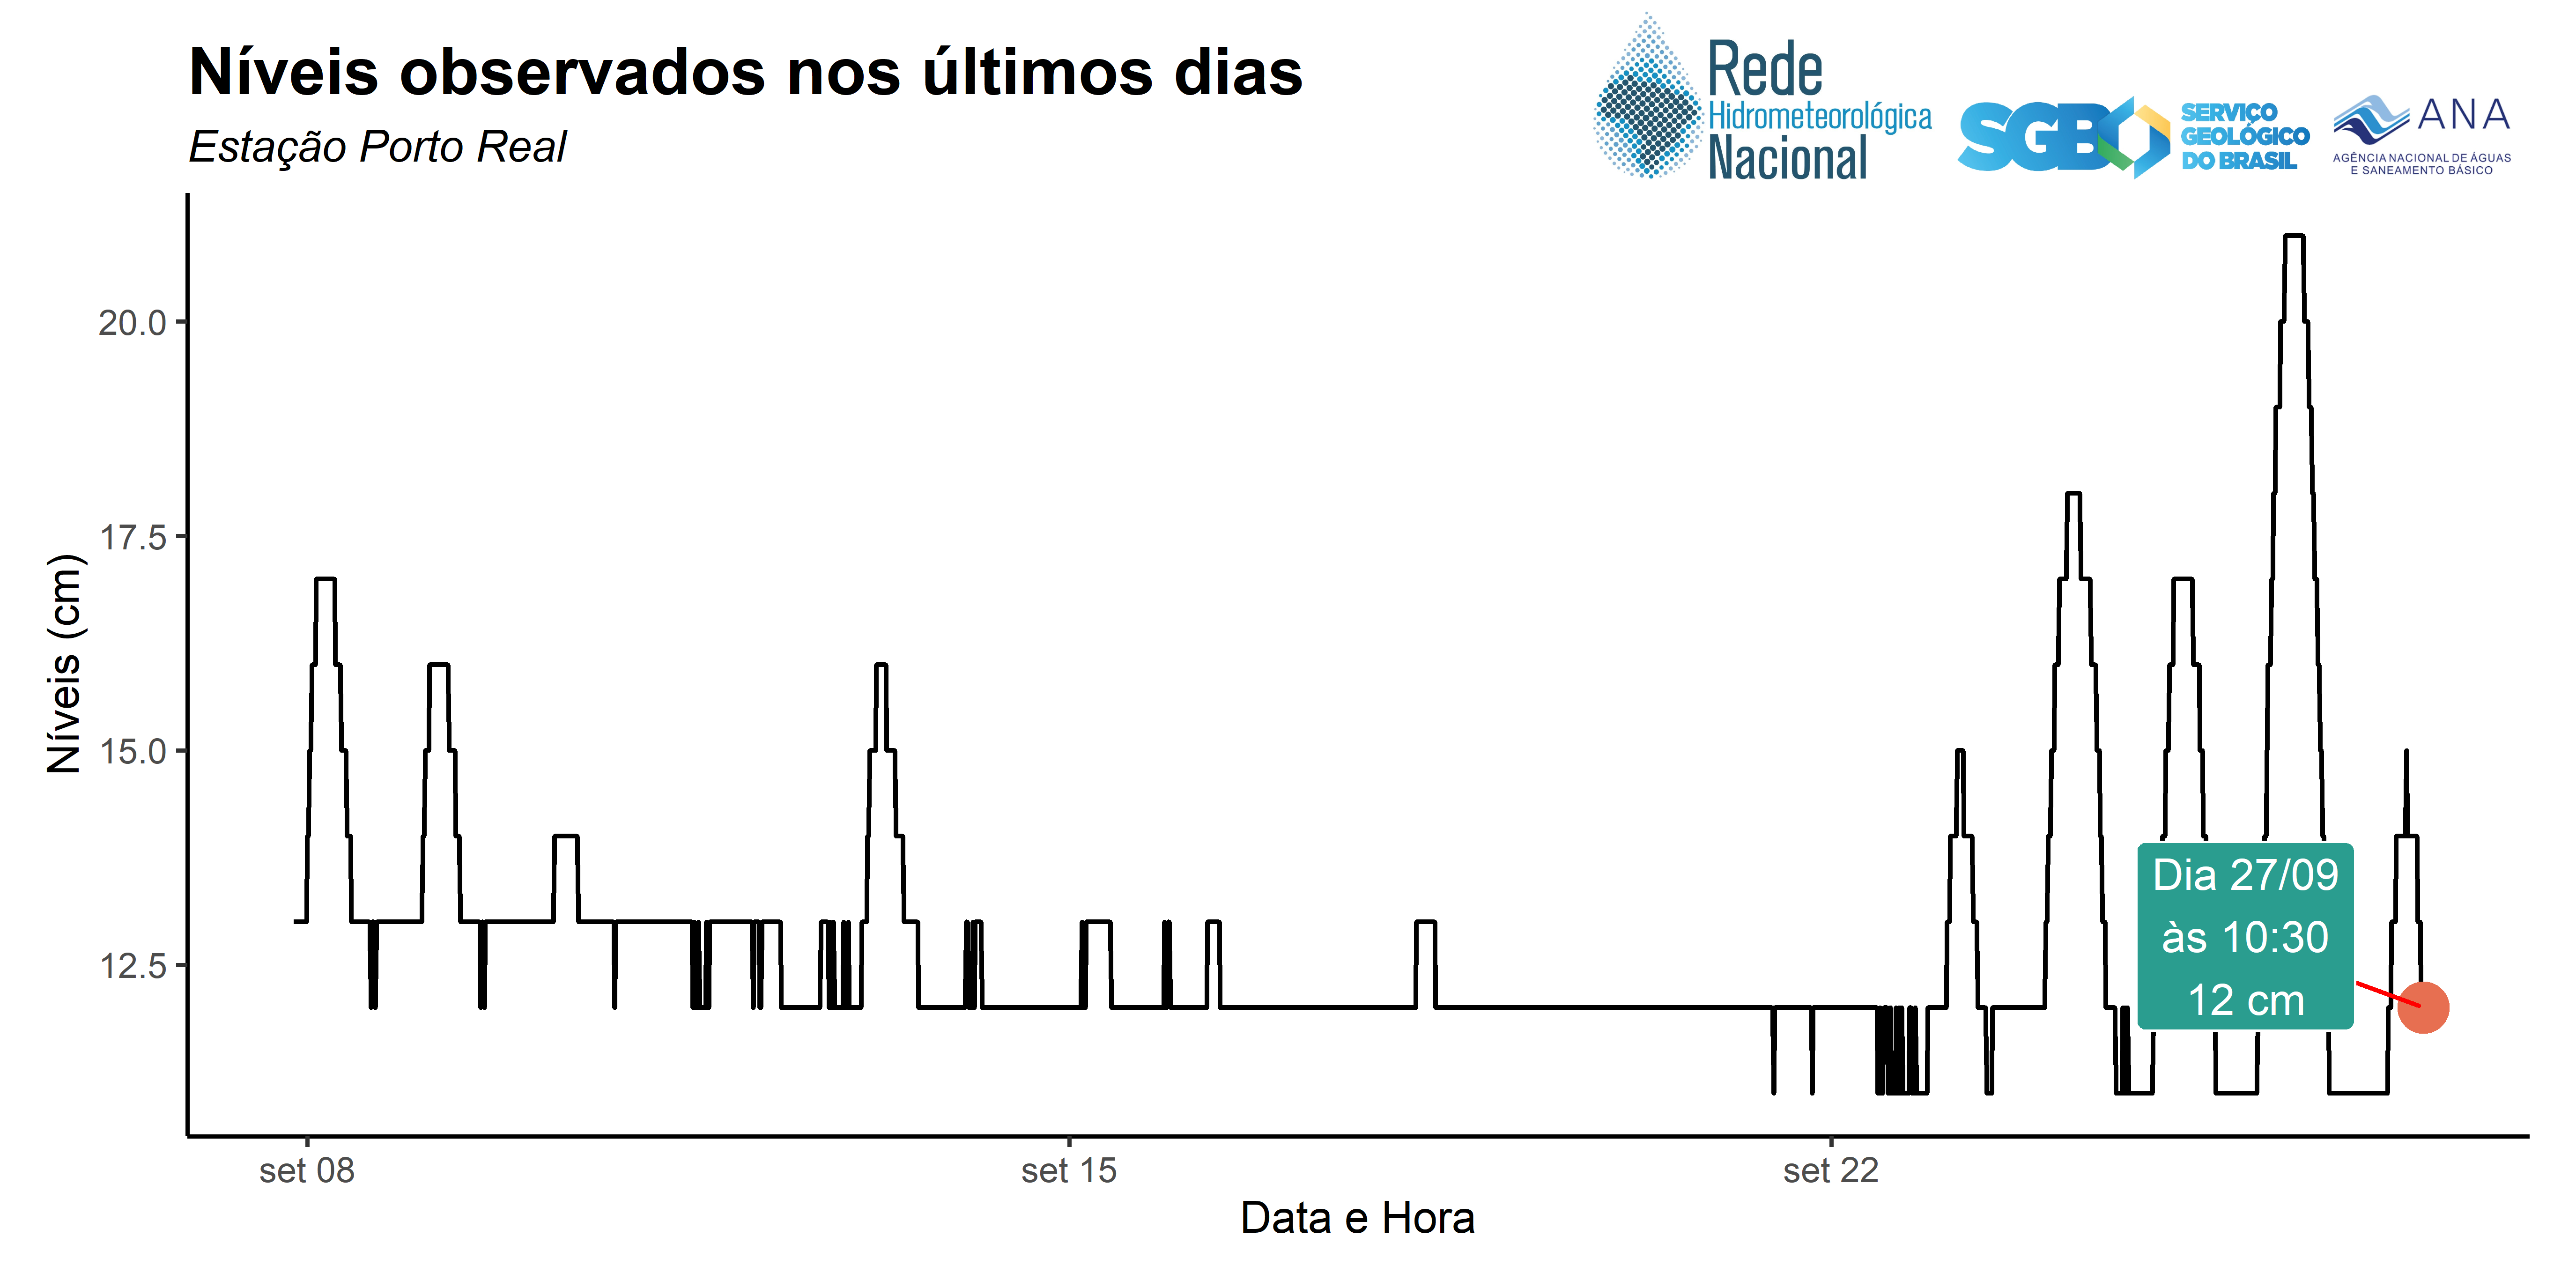 Níveis observados nos últimos dias
Estação Porto Real
Rede
Hidrometeorológica
Nacional
SGB
SERVIÇO
GEOLÓGICO
DO BRASIL
ANA
AGÊNCIA NACIONAL DE ÁGUAS
E SANEAMENTO BÁSICO
Níveis (cm)
20.0
17.5
15.0
12.5
Dia 27/09
às 10:30
12 cm
set 08
set 15
set 22
Data e Hora